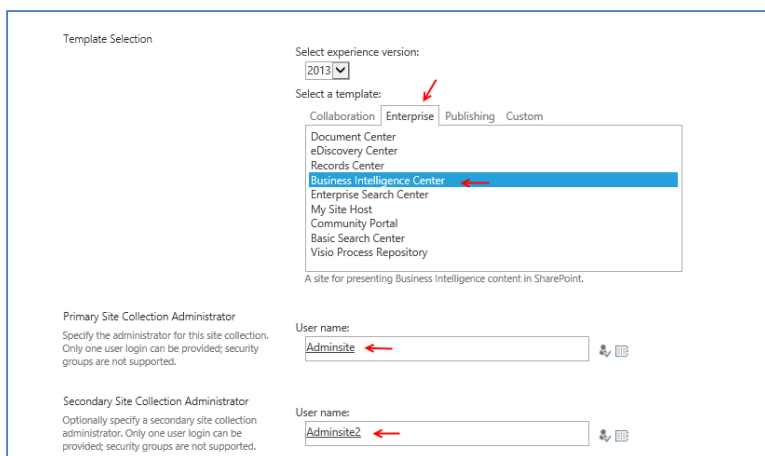 Template Selection
Select experience version:
2013
Select a template:
Collaboration Enterprise Publishing Custom
Document Center
eDiscovery Center
Records Center
Business Intelligence Center
Enterprise Search Center
My Site Host
Community Portal
Basic Search Center
Visio Process Repository
A site for presenting Business Intelligence content in SharePoint.
Primary Site Collection Administrator
Specify the administrator for this site collection.
Only one user login can be provided; security
groups are not supported.
User name:
Adminsite
Secondary Site Collection Administrator
Optionally specify a secondary site collection
administrator. Only one user login can be
provided; security groups are not supported.
User name:
Adminsite2